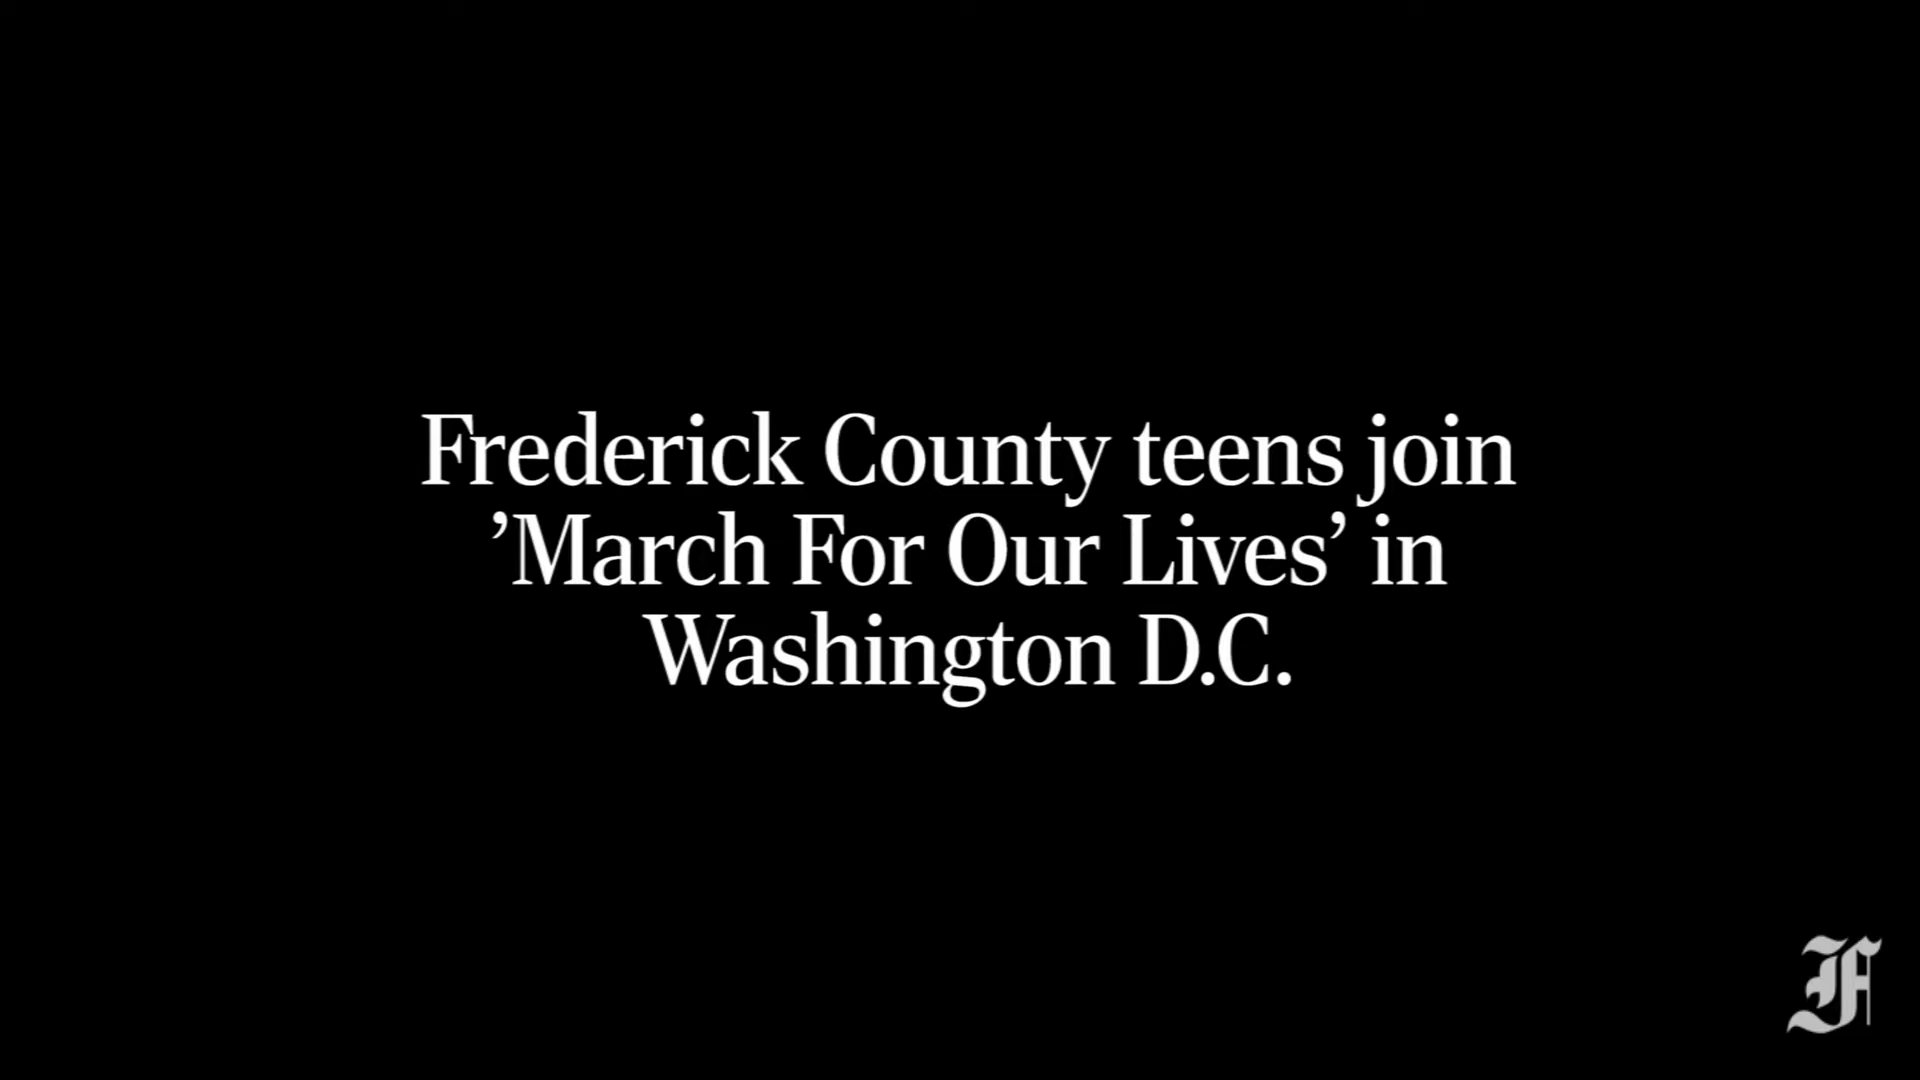 Frederick County teens join
’March For Our Lives’ in
Washington D.C.
F